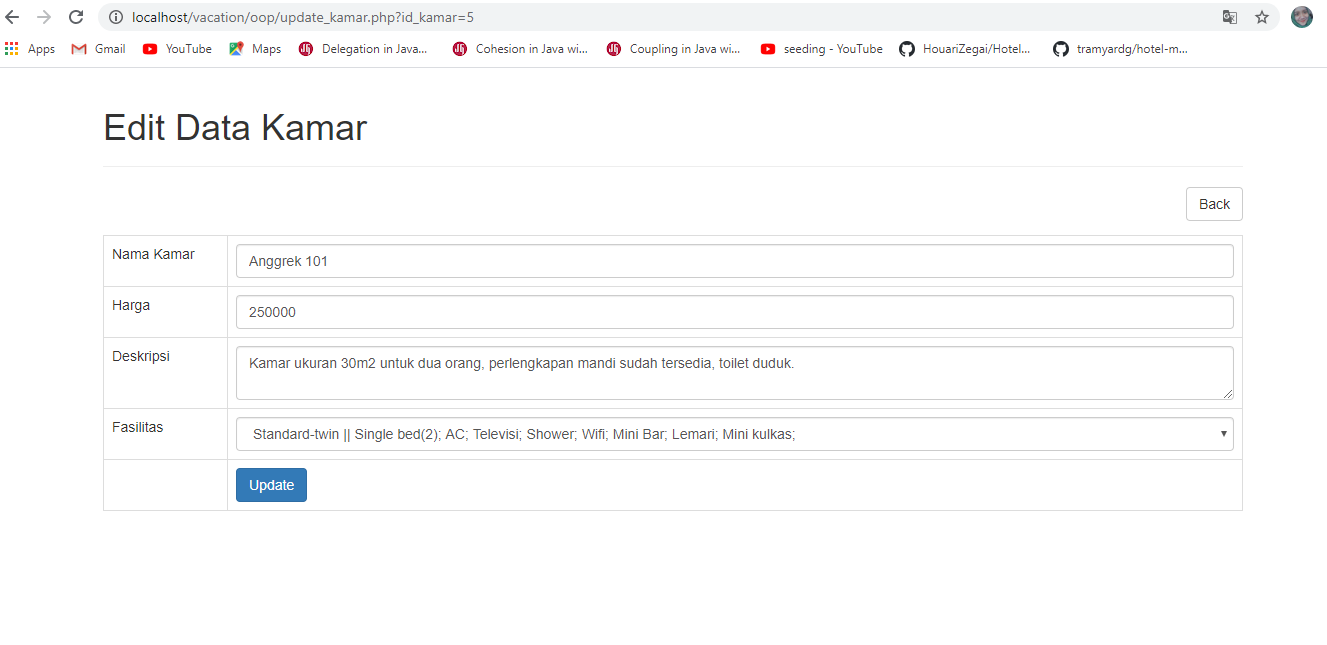 localhost/vacation/oop/update_kamar.php?id_kamar=5
Apps Gmail YouTube Maps Delegation in Java... Cohesion in Java wi... Coupling in Java wi... seeding - YouTube HouariZegai/Hotel... tramyardg/hotel-m...
Edit Data Kamar
Back
Nama Kamar Anggrek 101
Harga 250000
Deskripsi Kamar ukuran 30m2 untuk dua orang, perlengkapan mandi sudah tersedia, toilet duduk.
Fasilitas Standard-twin || Single bed(2); AC; Televisi; Shower; Wifi; Mini Bar; Lemari; Mini kulkas;
Update